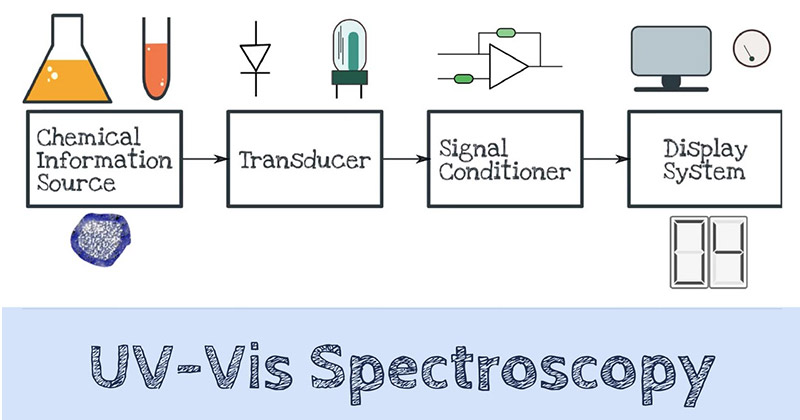 Chemical
Information
Source
Transducer
Signal
Conditioner
Display
System
04
UV-Vis Spectroscopy